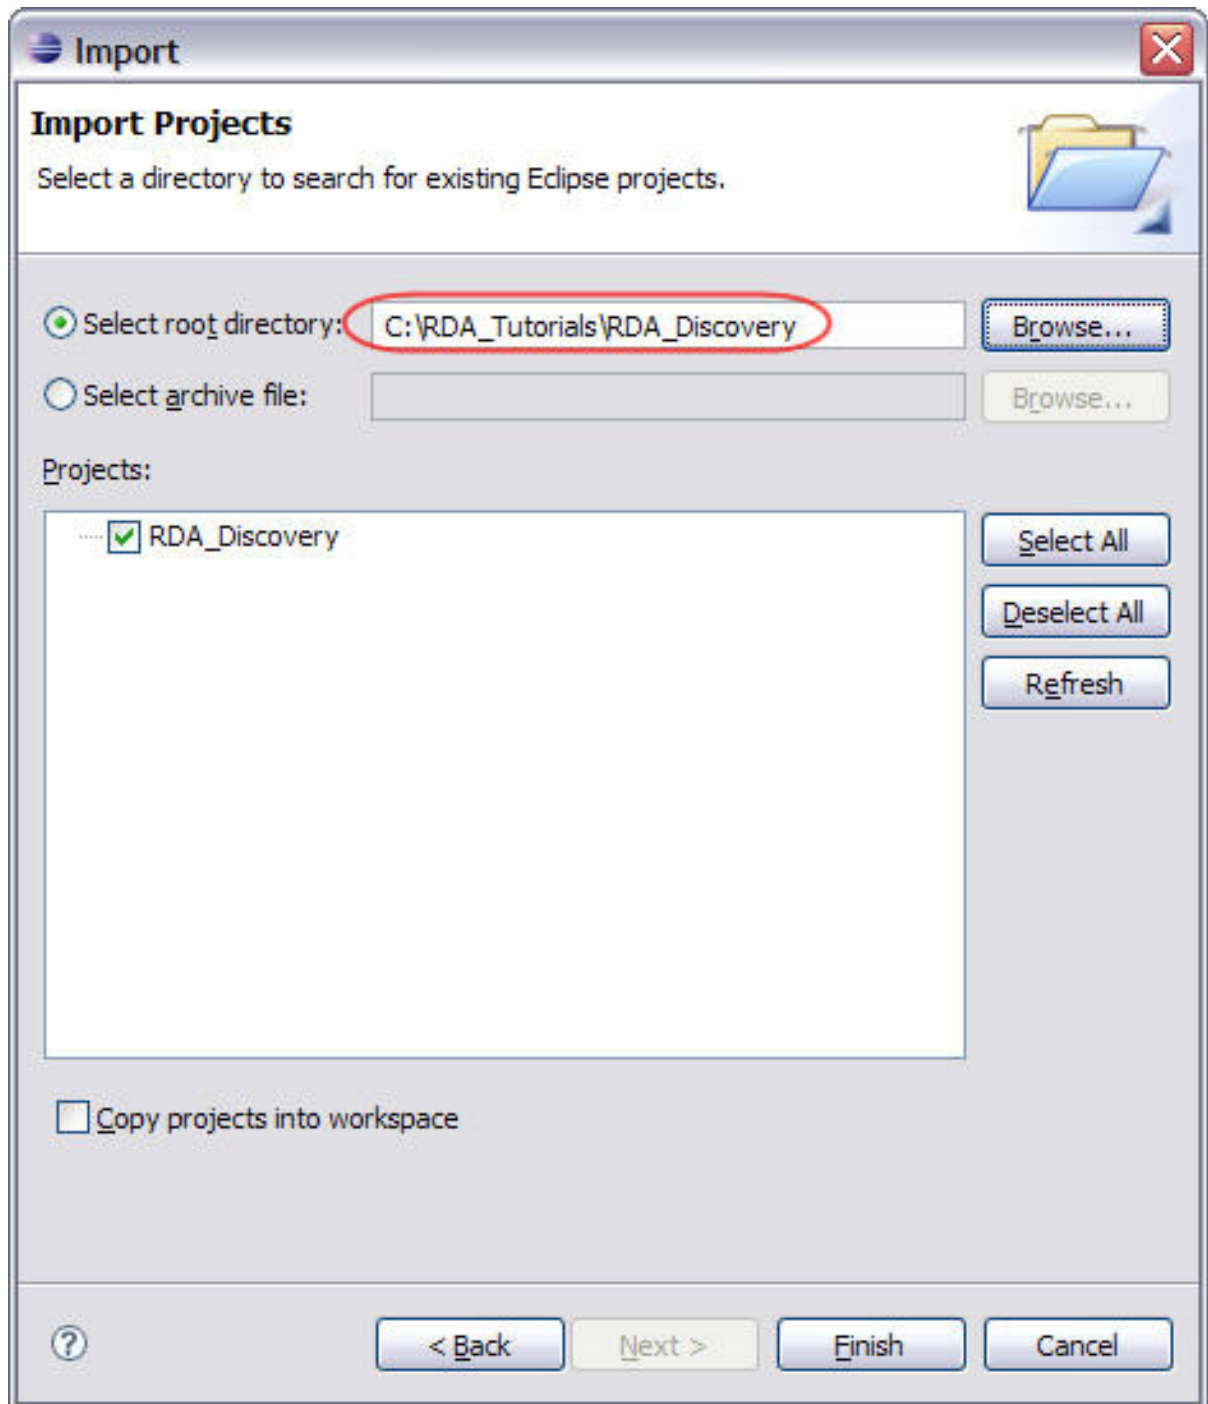 Import
Import Projects
Select a directory to search for existing Eclipse projects.
Select root directory: C:\RDA_Tutorials\RDA_Discovery Browse...
Select archive file: Browse...
Projects:
RDA_Discovery
Select All
Deselect All
Refresh
Copy projects into workspace
? < Back Next > Finish Cancel